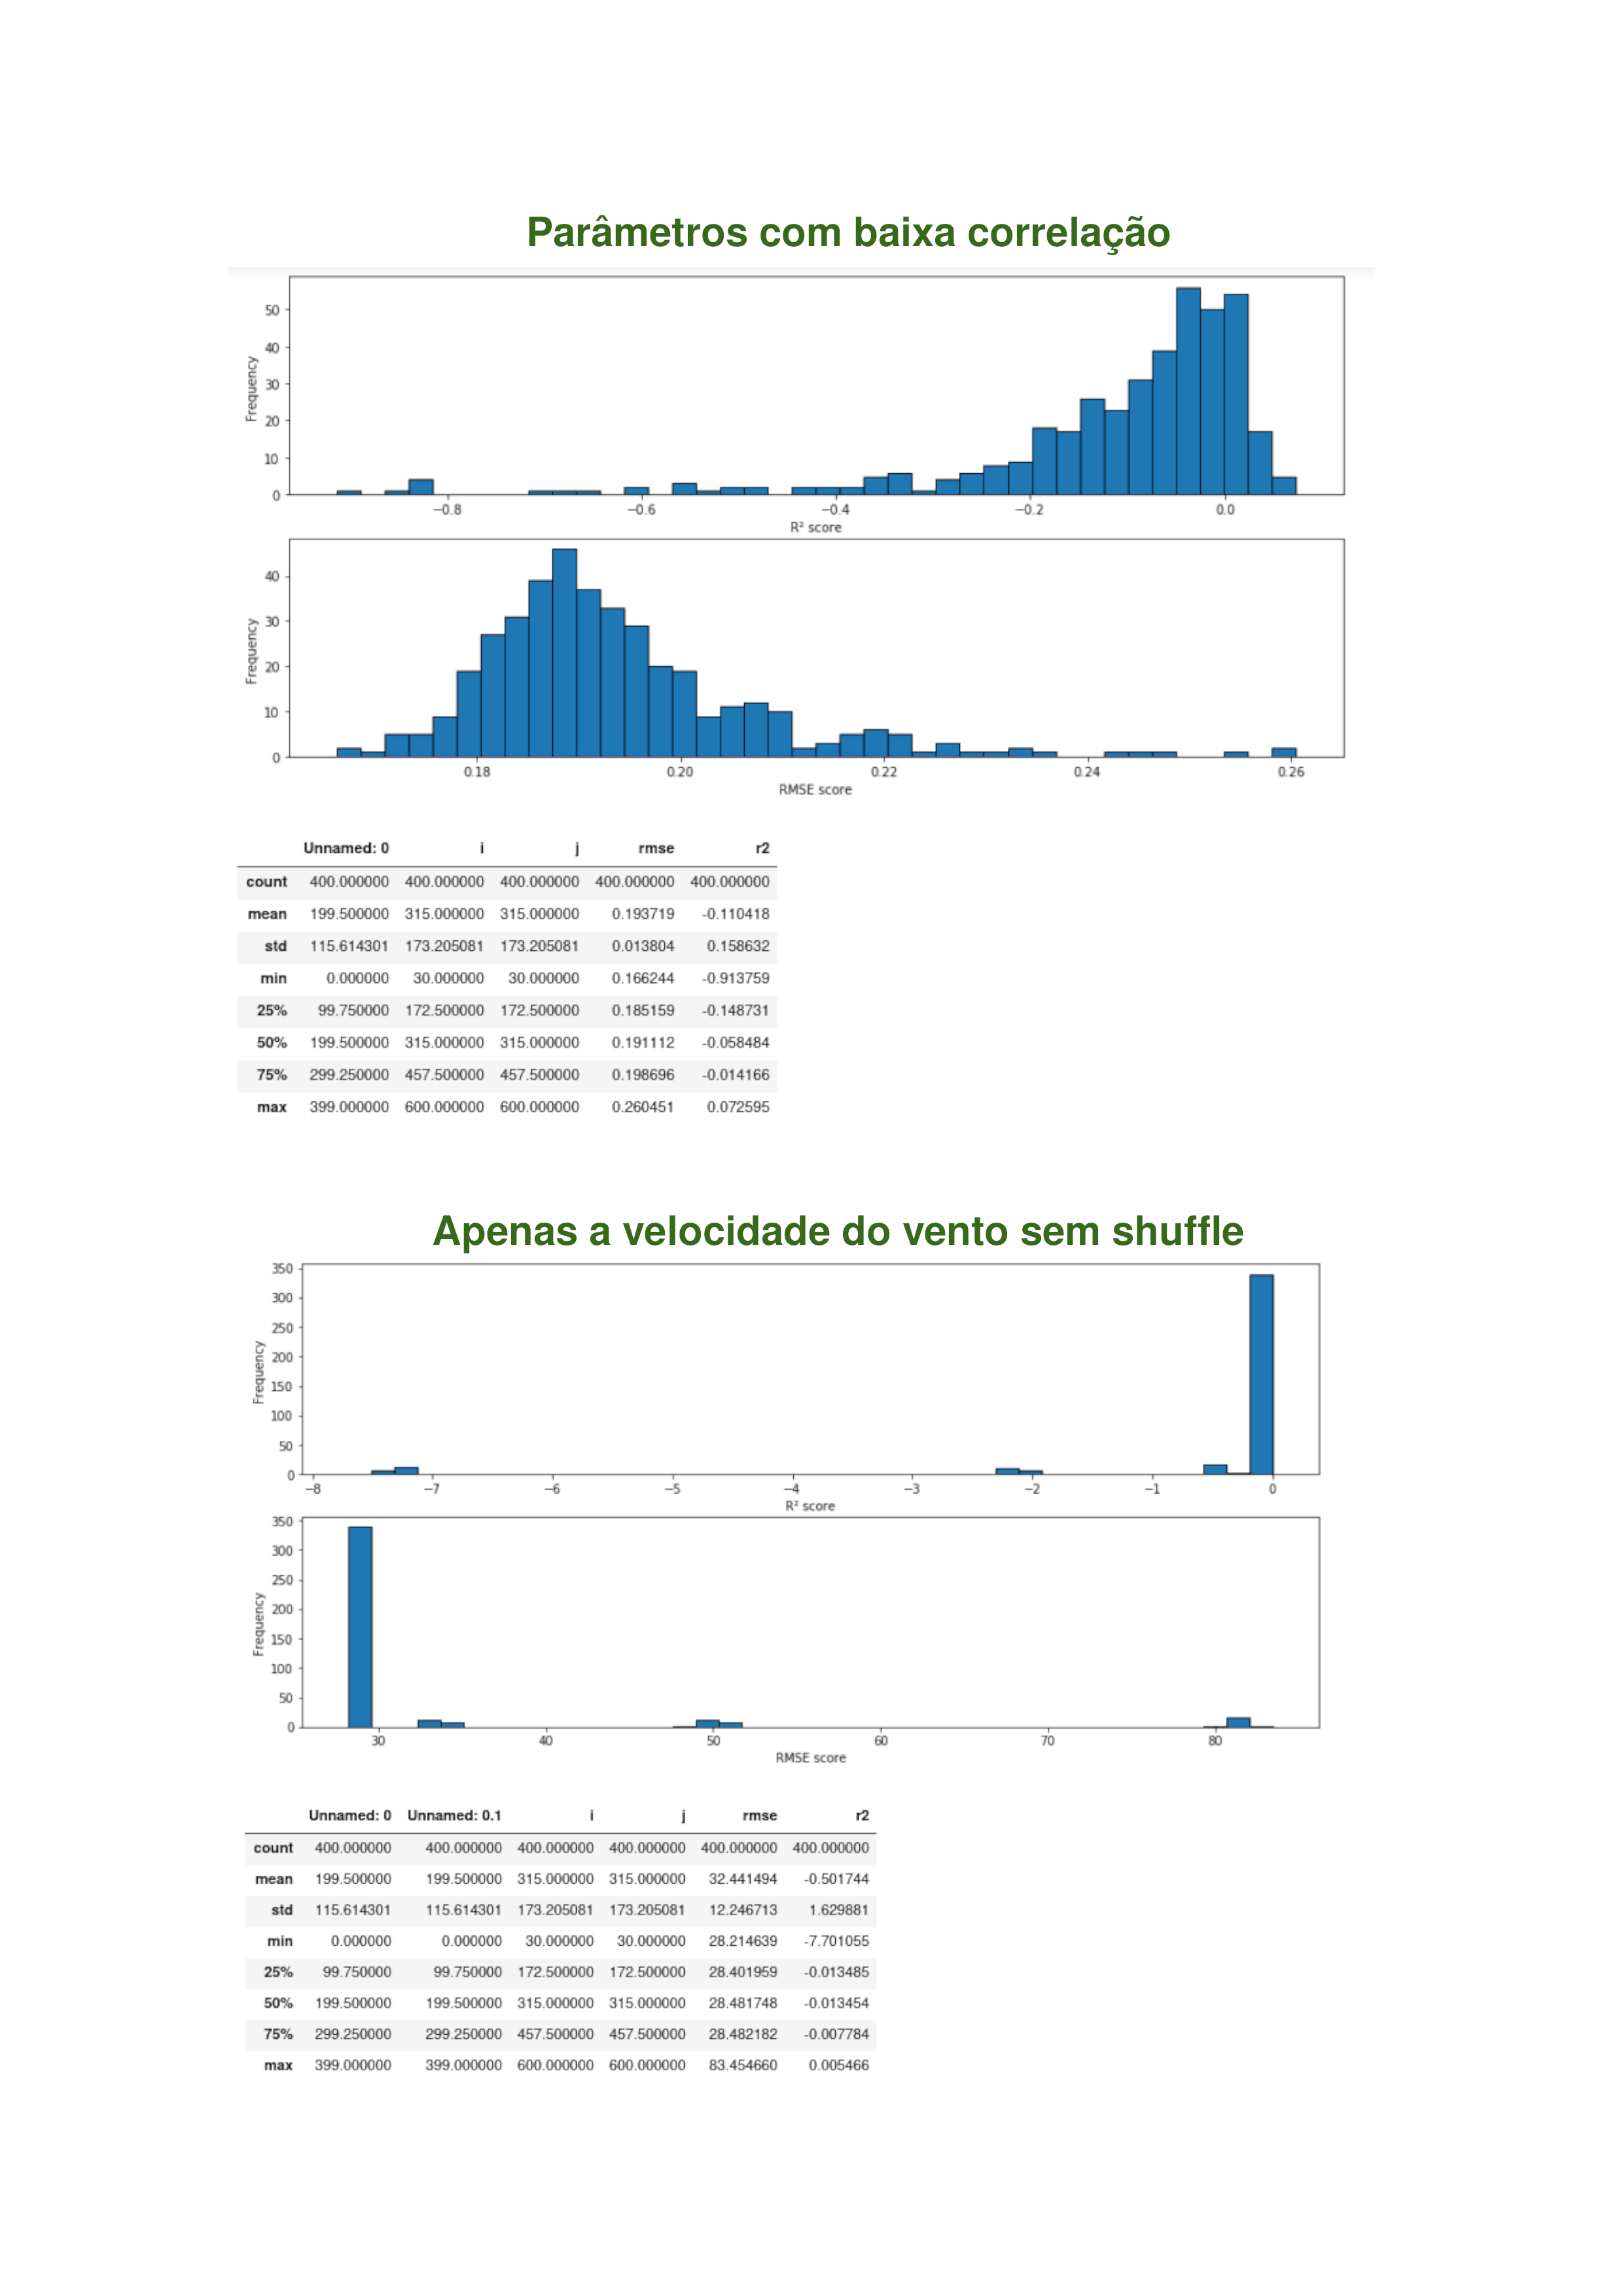 Parâmetros com baixa correlação
50
40
30
20
10
0
Frequency
−0.8 −0.6 −0.4 −0.2 0.0
R² score
40
30
20
10
0
Frequency
0.18 0.20 0.22 0.24 0.26
RMSE score
Unnamed: 0 i j rmse r2
count 400.000000 400.000000 400.000000 400.000000 400.000000
mean 199.500000 315.000000 315.000000 0.193719 -0.110418
std 115.614301 173.205081 173.205081 0.013804 0.158632
min 0.000000 30.000000 30.000000 0.166244 -0.913759
25% 99.750000 172.500000 172.500000 0.185159 -0.148731
50% 199.500000 315.000000 315.000000 0.191112 -0.058484
75% 299.250000 457.500000 457.500000 0.198696 -0.014166
max 399.000000 600.000000 600.000000 0.260451 0.072595
Apenas a velocidade do vento sem shuffle
350
300
250
200
150
100
50
0
Frequency
−8 −7 −6 −5 −4 −3 −2 −1 0
R² score
350
300
250
200
150
100
50
0
Frequency
30 40 50 60 70 80
RMSE score
Unnamed: 0 Unnamed: 0.1 i j rmse r2
count 400.000000 400.000000 400.000000 400.000000 400.000000 400.000000
mean 199.500000 199.500000 315.000000 315.000000 32.441494 -0.501744
std 115.614301 115.614301 173.205081 173.205081 12.246713 1.629881
min 0.000000 0.000000 30.000000 30.000000 28.214639 -7.701055
25% 99.750000 99.750000 172.500000 172.500000 28.401959 -0.013485
50% 199.500000 199.500000 315.000000 315.000000 28.481748 -0.013454
75% 299.250000 299.250000 457.500000 457.500000 28.482182 -0.007784
max 399.000000 399.000000 600.000000 600.000000 83.454660 0.005466